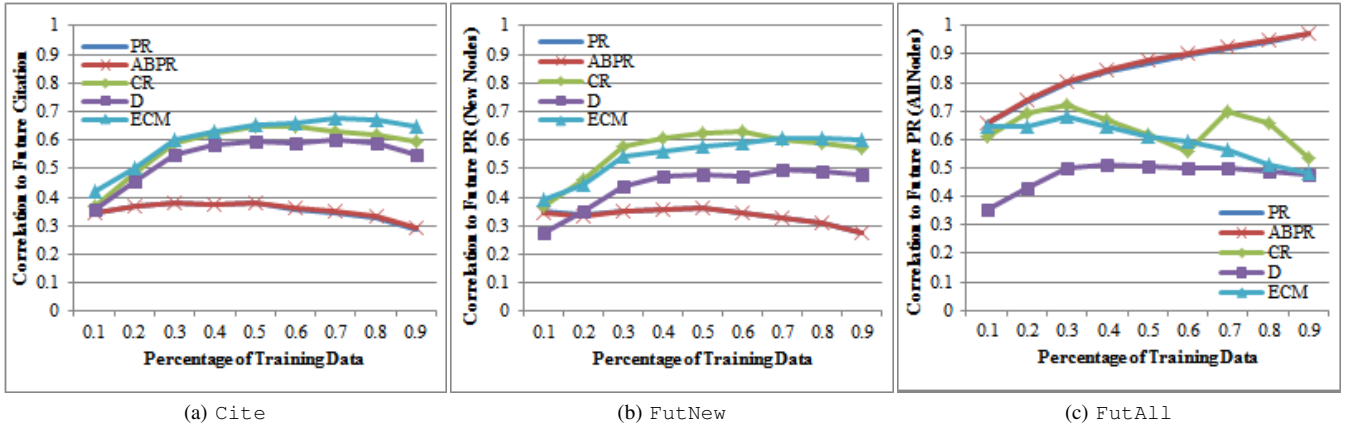 Correlation to Future Citation
1
0.9
0.8
0.7
0.6
0.5
0.4
0.3
0.2
0.1
0
PR
ABPR
CR
D
ECM
0.1 0.2 0.3 0.4 0.5 0.6 0.7 0.8 0.9
Percentage of Training Data
(a) Cite
Correlation to Future PR (New Nodes)
1
0.9
0.8
0.7
0.6
0.5
0.4
0.3
0.2
0.1
0
PR
ABPR
CR
D
ECM
0.1 0.2 0.3 0.4 0.5 0.6 0.7 0.8 0.9
Percentage of Training Data
(b) FutNew
Correlation to Future PR (All Nodes)
1
0.9
0.8
0.7
0.6
0.5
0.4
0.3
0.2
0.1
0
PR
ABPR
CR
D
ECM
0.1 0.2 0.3 0.4 0.5 0.6 0.7 0.8 0.9
Percentage of Training Data
(c) FutAll